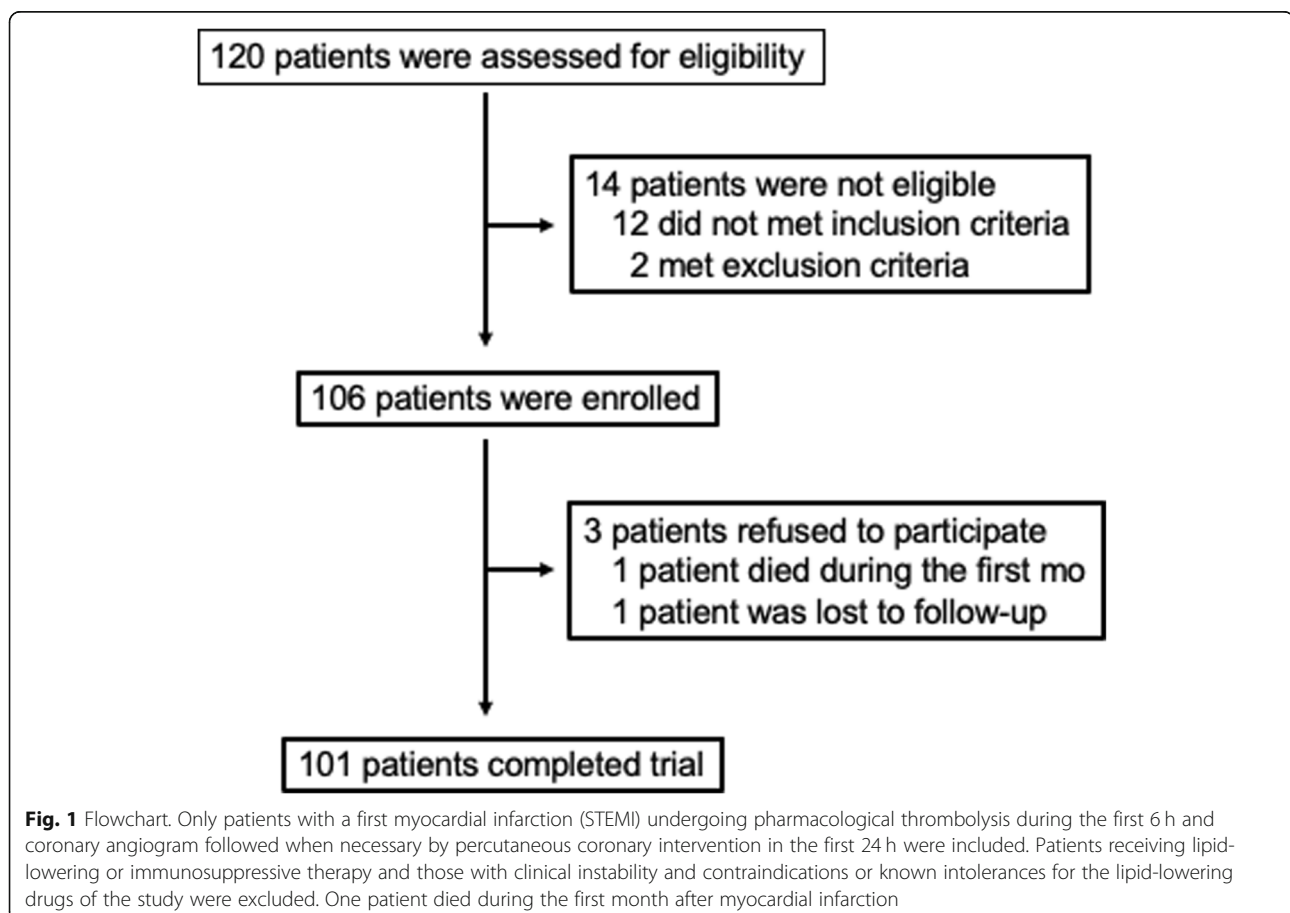 120 patients were assessed for eligibility
14 patients were not eligible
12 did not met inclusion criteria
2 met exclusion criteria
106 patients were enrolled
3 patients refused to participate
1 patient died during the first mo
1 patient was lost to follow-up
101 patients completed trial
Fig. 1 Flowchart. Only patients with a first myocardial infarction (STEMI) undergoing pharmacological thrombolysis during the first 6 h and
coronary angiogram followed when necessary by percutaneous coronary intervention in the first 24 h were included. Patients receiving lipid-
lowering or immunosuppressive therapy and those with clinical instability and contraindications or known intolerances for the lipid-lowering
drugs of the study were excluded. One patient died during the first month after myocardial infarction